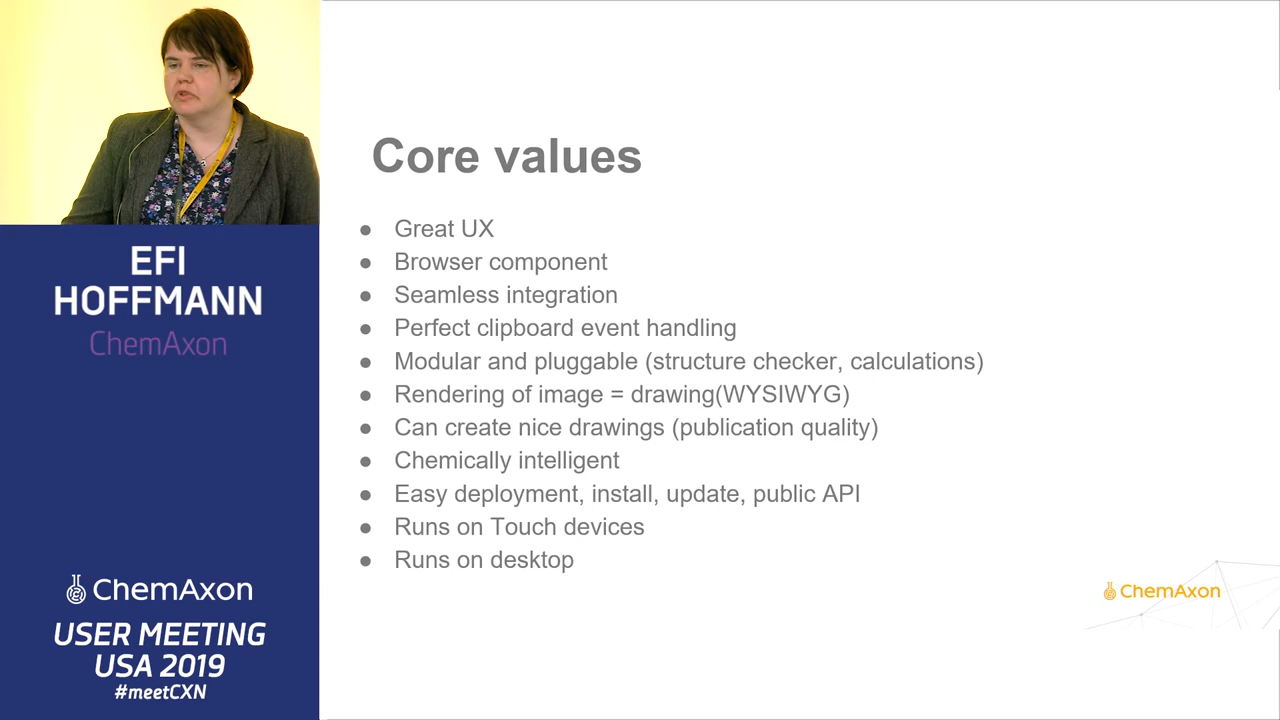 EFI
HOFFMANN
ChemAxon
ChemAxon
USER MEETING
USA 2019
#meetCXN
Core values
● Great UX
● Browser component
● Seamless integration
● Perfect clipboard event handling
● Modular and pluggable (structure checker, calculations)
● Rendering of image = drawing(WYSIWYG)
● Can create nice drawings (publication quality)
● Chemically intelligent
● Easy deployment, install, update, public API
● Runs on Touch devices
● Runs on desktop
ChemAxon